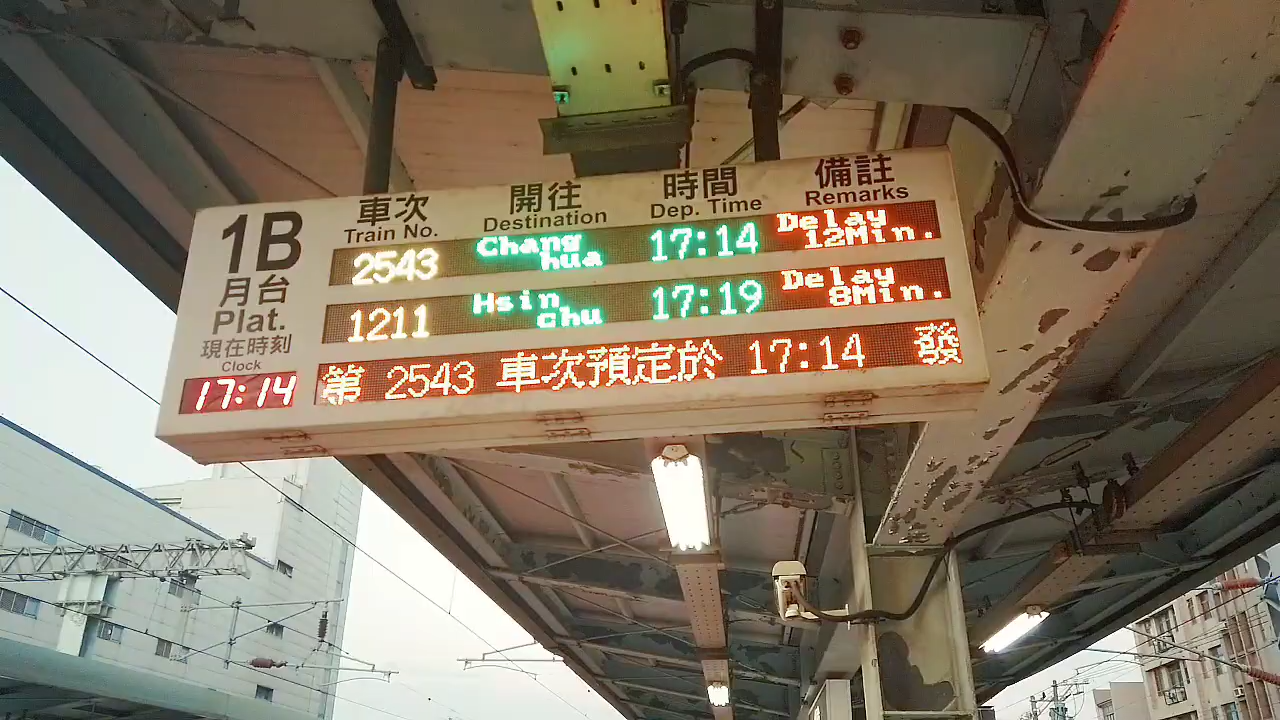 1B
月台
Plat.
現在時刻
Clock
17:14
車次 開往 時間 備註
Train No. Destination Dep. Time Remarks
2543 Chang hua 17:14 Delay 12Min.
1211 Hsin chu 17:19 Delay 8Min.
第 2543 車次預定於 17:14 發